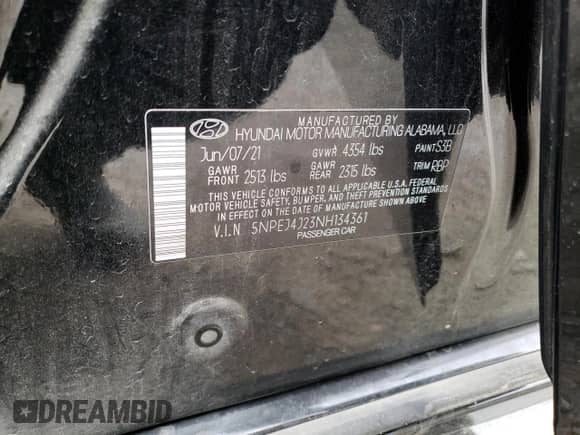 MANUFACTURED BY
HYUNDAI MOTOR MANUFACTURING ALABAMA, LLC
Jun/07/21 GVWR 4354 lbs PAINT S3B
GAWR FRONT 2513 lbs GAWR REAR 2315 lbs TRIM RBP
THIS VEHICLE CONFORMS TO ALL APPLICABLE U.S.A. FEDERAL
MOTOR VEHICLE SAFETY, BUMPER, AND THEFT PREVENTION STANDARDS
IN EFFECT ON THE DATE OF MANUFACTURE SHOWN ABOVE.
V.I.N 5NPEJ4J23NH134361
PASSENGER CAR
DREAMBID